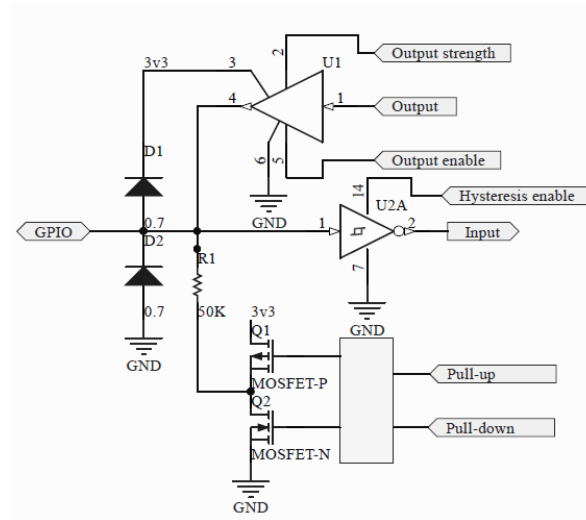 2
Output strength
3v3
3
U1
4
1
Output
D1
6
5
Output enable
GND
14
Hysteresis enable
U2A
GPIO
0.7
1
2
Input
D2
R1
7
0.7
50K
3v3
GND
GND
Q1
MOSFET-P
Pull-up
Q2
Pull-down
MOSFET-N
GND